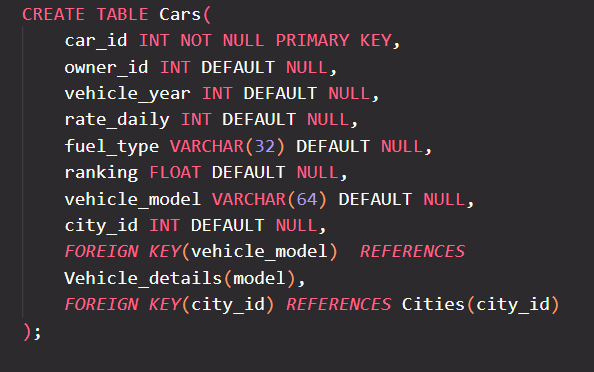 CREATE TABLE Cars(
car_id INT NOT NULL PRIMARY KEY,
owner_id INT DEFAULT NULL,
vehicle_year INT DEFAULT NULL,
rate_daily INT DEFAULT NULL,
fuel_type VARCHAR(32) DEFAULT NULL,
ranking FLOAT DEFAULT NULL,
vehicle_model VARCHAR(64) DEFAULT NULL,
city_id INT DEFAULT NULL,
FOREIGN KEY(vehicle_model)  REFERENCES
Vehicle_details(model),
FOREIGN KEY(city_id) REFERENCES Cities(city_id)
);